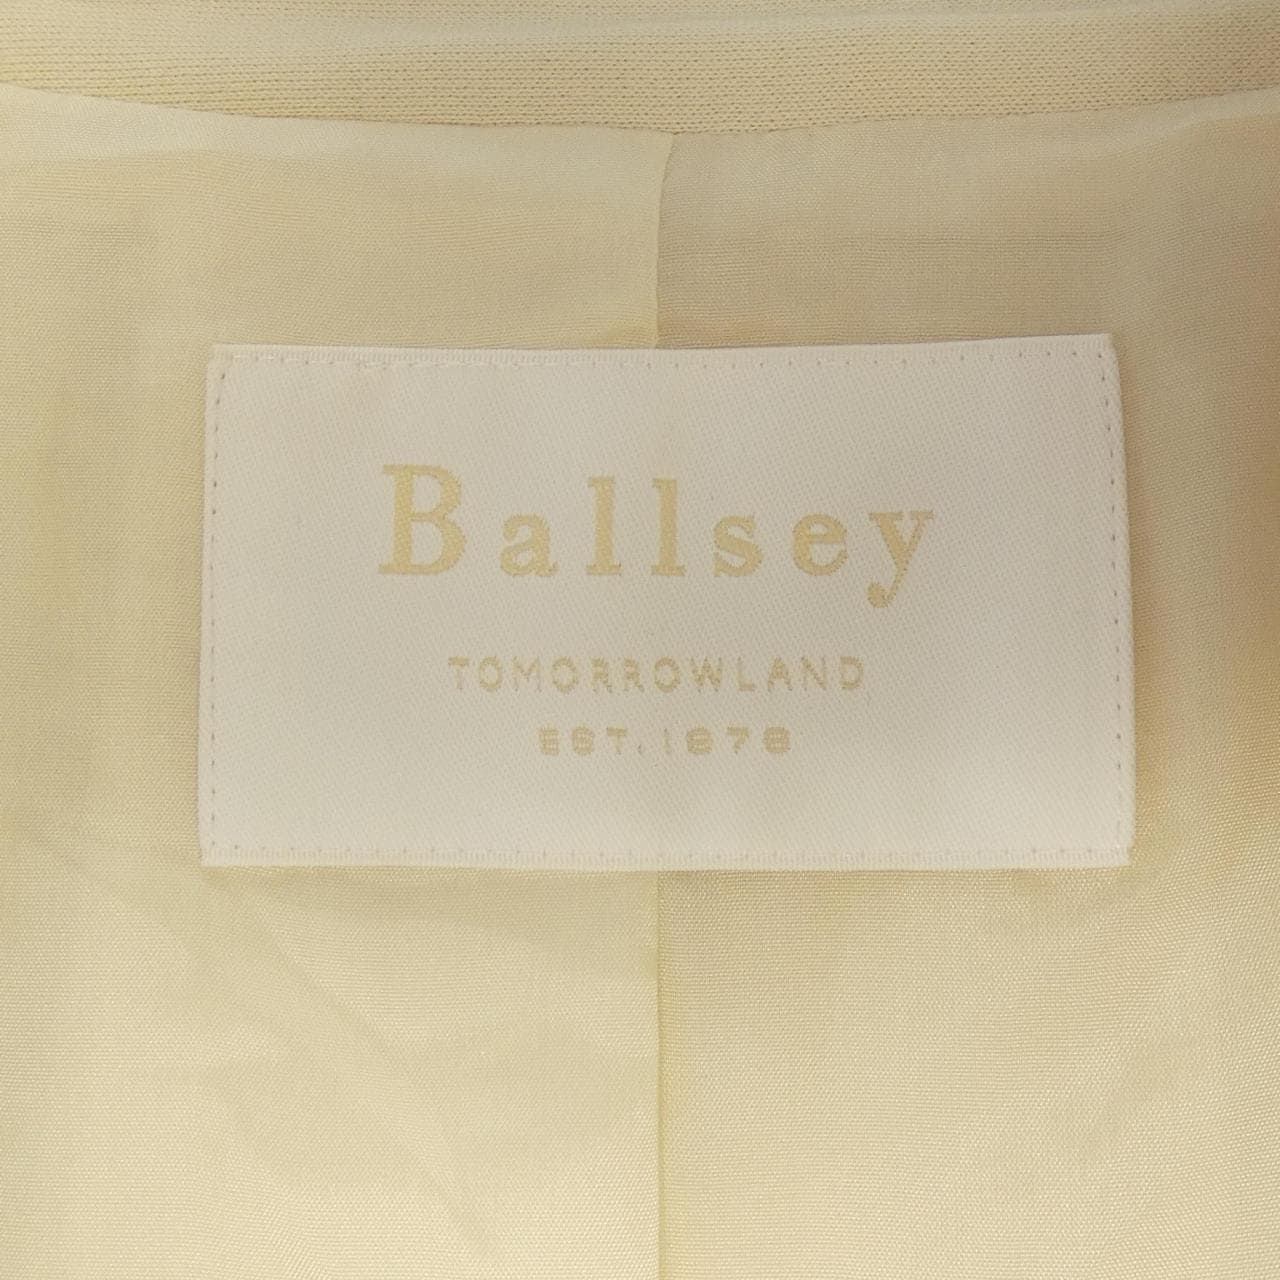 Ballsey
TOMORROWLAND
EST. 1978